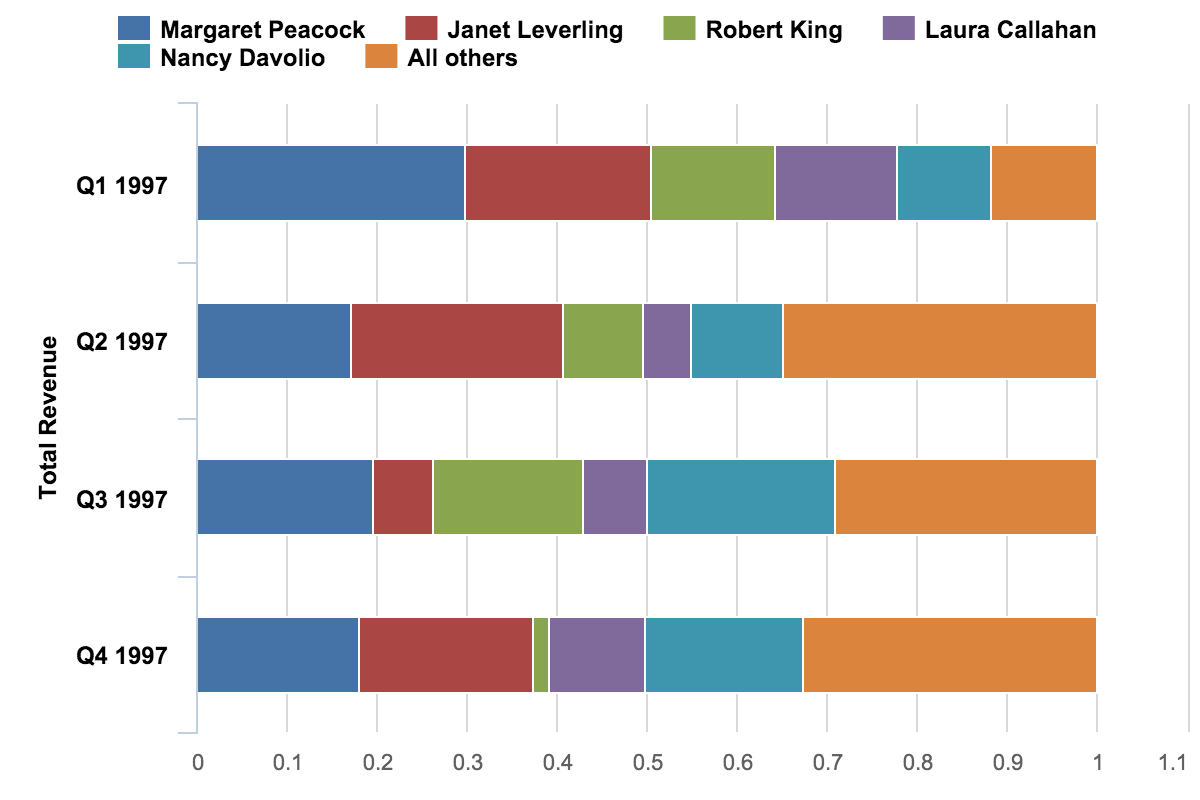 Margaret Peacock Janet Leverling Robert King Laura Callahan
Nancy Davolio All others
Total Revenue
Q1 1997
Q2 1997
Q3 1997
Q4 1997
0 0.1 0.2 0.3 0.4 0.5 0.6 0.7 0.8 0.9 1 1.1